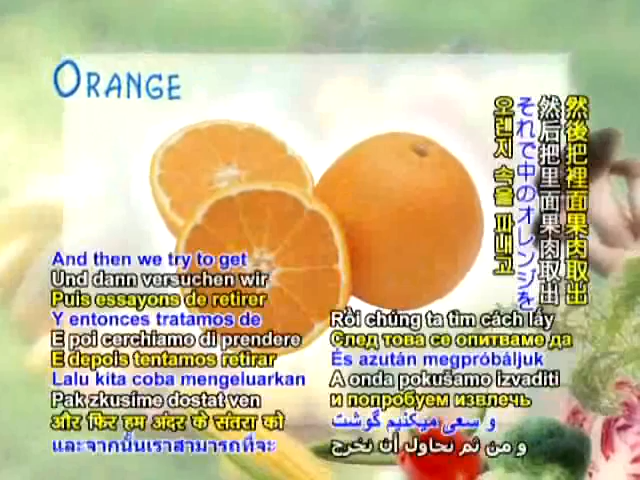 ORANGE
然後把裡面果肉取出
然后把里面果肉取出
それで中のオレンジを
오렌지 속을 파내고
And then we try to get
Und dann versuchen wir
Puis essayons de retirer
Y entonces tratamos de
E poi cerchiamo di prendere
E depois tentamos retirar
Lalu kita coba mengeluarkan
Pak zkusíme dostat ven
और फिर हम अंदर के संतरा को
และจากนั้นเราสามารถที่จะ
Rồi chúng ta tìm cách lấy
След това се опитваме да
És azután megpróbáljuk
A onda pokušamo izvaditi
и попробуем извлечь
و سعی میکنیم گوشت
و من ثم نحاول أن نخرج